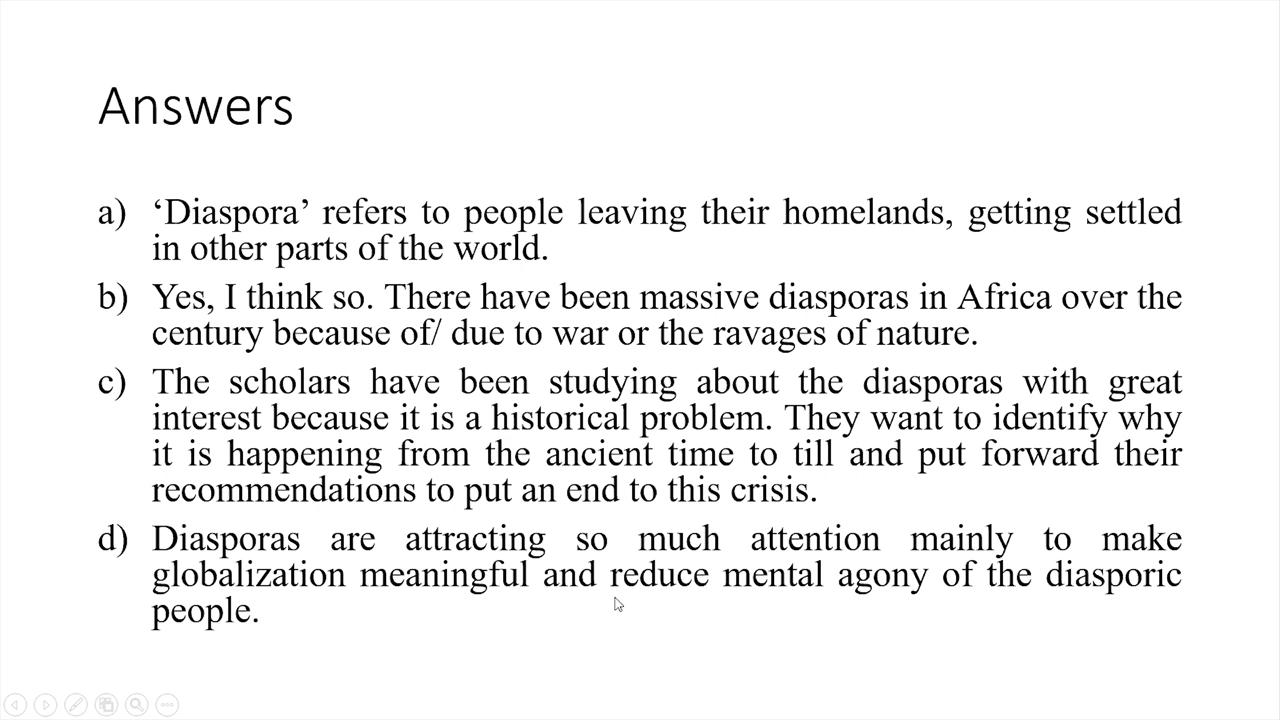 Answers
a) ‘Diaspora’ refers to people leaving their homelands, getting settled
in other parts of the world.
b) Yes, I think so. There have been massive diasporas in Africa over the
century because of/ due to war or the ravages of nature.
c) The scholars have been studying about the diasporas with great
interest because it is a historical problem. They want to identify why
it is happening from the ancient time to till and put forward their
recommendations to put an end to this crisis.
d) Diasporas are attracting so much attention mainly to make
globalization meaningful and reduce mental agony of the diasporic
people.